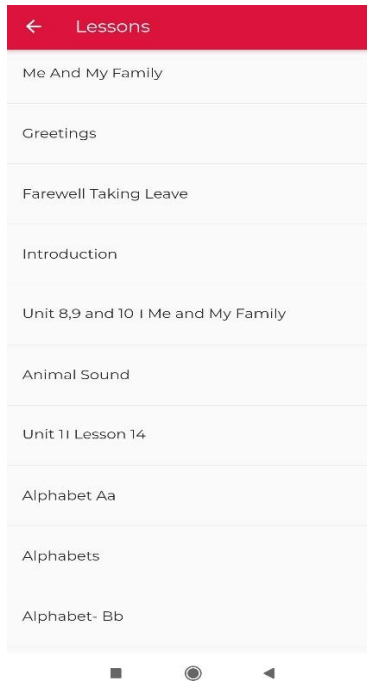 Lessons
Me And My Family
Greetings
Farewell Taking Leave
Introduction
Unit 8,9 and 10 I Me and My Family
Animal Sound
Unit 1I Lesson 14
Alphabet Aa
Alphabets
Alphabet- Bb